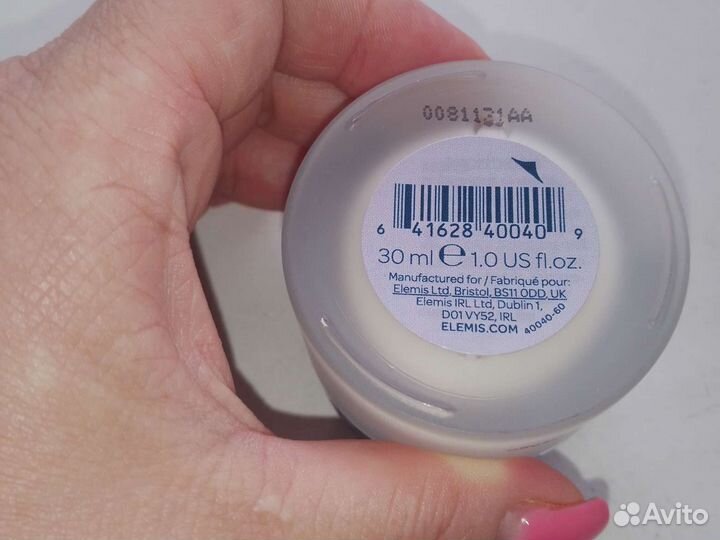 0081131AA
6 41628 40040 9
30 ml e 1.0 US fl.oz.
Manufactured for / Fabriqué pour:
Elemis Ltd, Bristol, BS11 0DD, UK
Elemis IRL Ltd, Dublin 1,
D01 VY52, IRL
ELEMIS.COM
40040-60
Avito